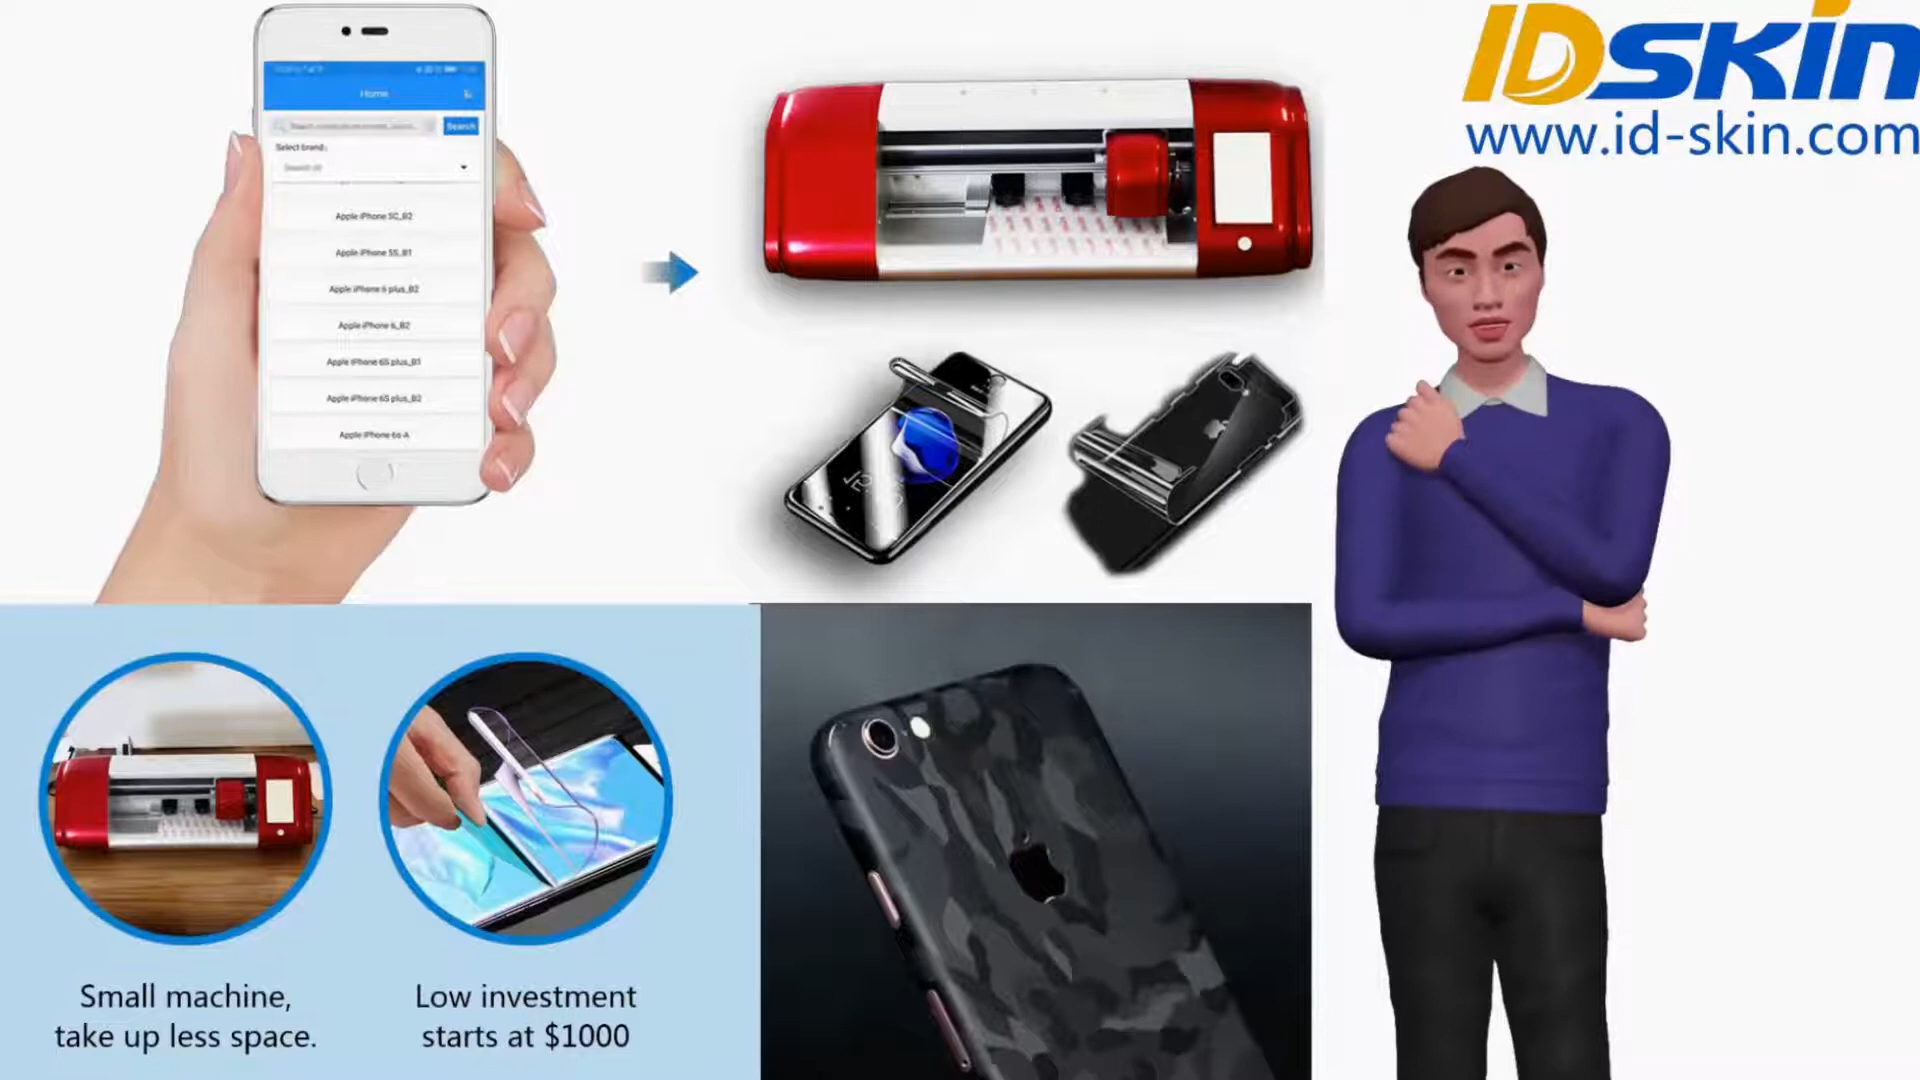 IDSKin
www.id-skin.com
Home
Search
Select brand:
Apple iPhone 5C_B2
Apple iPhone 5S_B1
Apple iPhone 6 plus_B2
Apple iPhone 6_B2
Apple iPhone 6S plus_B1
Apple iPhone 6S plus_B2
Small machine,
take up less space.
Low investment
starts at $1000